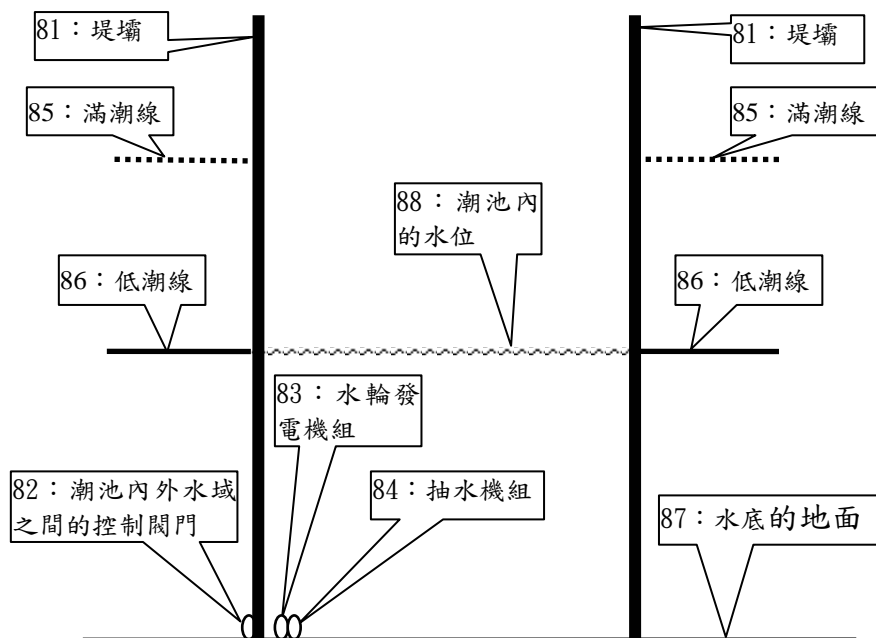 81：堤壩
81：堤壩
85：滿潮線
85：滿潮線
88：潮池內
的水位
86：低潮線
86：低潮線
83：水輪發
電機組
82：潮池內外水域
之間的控制閥門
84：抽水機組
87：水底的地面